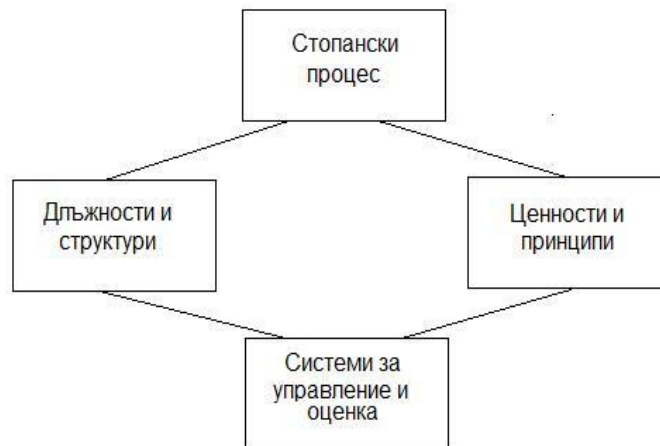 Стопански
процес
Длъжности и
структури
Ценности и
принципи
Системи за
управление и
оценка